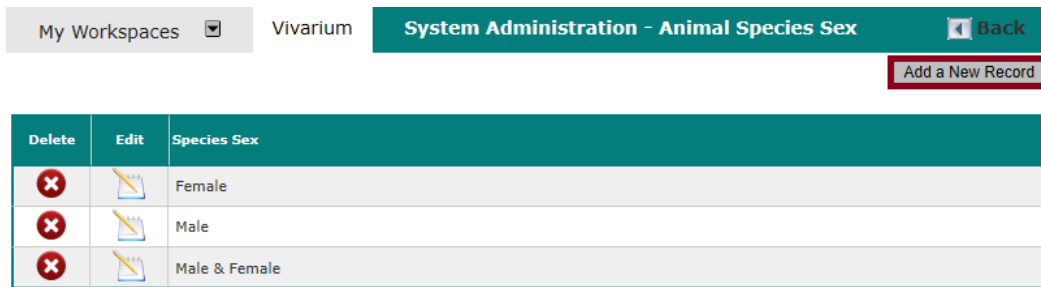 My Workspaces Vivarium System Administration - Animal Species Sex Back
Add a New Record
Delete Edit Species Sex
Female
Male
Male & Female